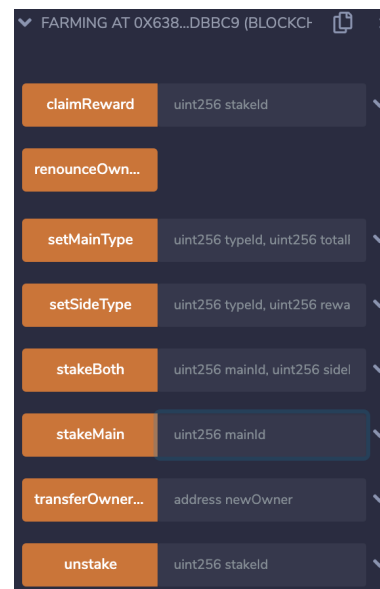 FARMING AT 0X638...DBBC9 (BLOCKCH
claimReward uint256 stakeId
renounceOwn...
setMainType uint256 typeId, uint256 totall
setSideType uint256 typeId, uint256 rewa
stakeBoth uint256 mainId, uint256 sideI
stakeMain uint256 mainId
transferOwner... address newOwner
unstake uint256 stakeId